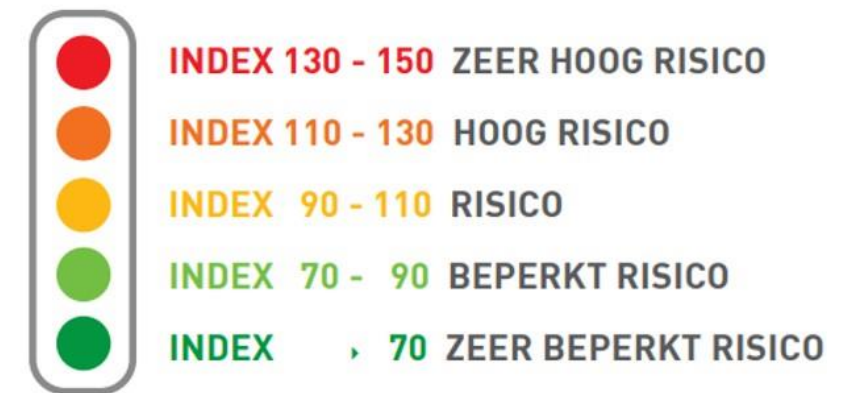 INDEX 130 - 150 ZEER HOOG RISICO
INDEX 110 - 130 HOOG RISICO
INDEX 90 - 110 RISICO
INDEX 70 - 90 BEPERKT RISICO
INDEX ‣ 70 ZEER BEPERKT RISICO